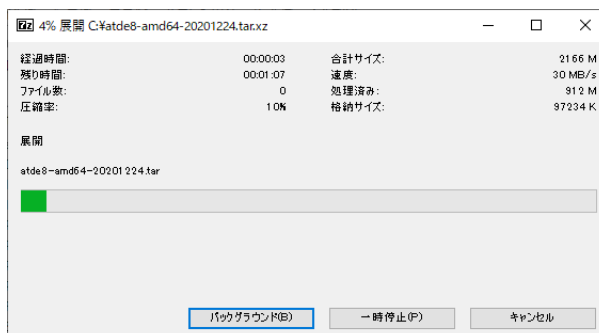 7z 4% 展開 C:¥atde8-amd64-20201224.tar.xz
経過時間: 00:00:03 合計サイズ: 2166 M
残り時間: 00:01:07 速度: 30 MB/s
ファイル数: 0 処理済み: 912 M
圧縮率: 10%格納サイズ: 97234 K
展開
atde8-amd64-20201224.tar
バックグラウンド(B) 一時停止(P) キャンセル